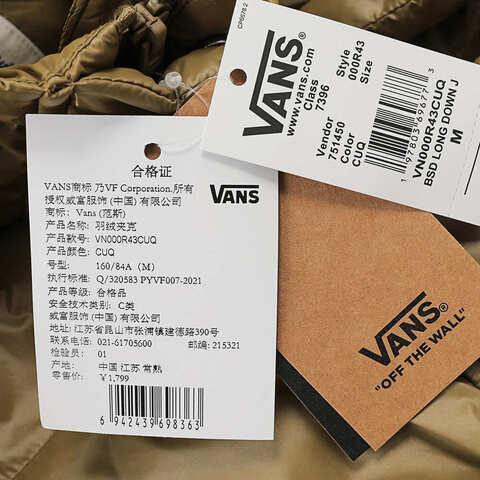 合格证
VANS商标 乃VF Corporation.所有
授权威富服饰 (中国) 有限公司
VANS
商标: Vans (范斯)
产品名称: 羽绒夹克
产品款号: VN000R43CUQ
产品颜色: CUQ
号型: 160/84A (M)
执行标准: Q/320583 PYVF007-2021
产品等级: 合格品
安全技术类别: C类
威富服饰(中国)有限公司
地址:江苏省昆山市张浦镇建德路390号
联系电话: 021-61705600 邮编: 215321
检验员: 01
产地: 中国 江苏 常熟
零售价: ¥1,799
6 942439 698363
CP6078.2
VANS®
www.vans.com
Class
7396
Style
000R43
Size
Vendor
751450
Color
CUQ
VN000R43CUQ
BSD LONG DOWN J
M
VANS®
"OFF THE WALL"